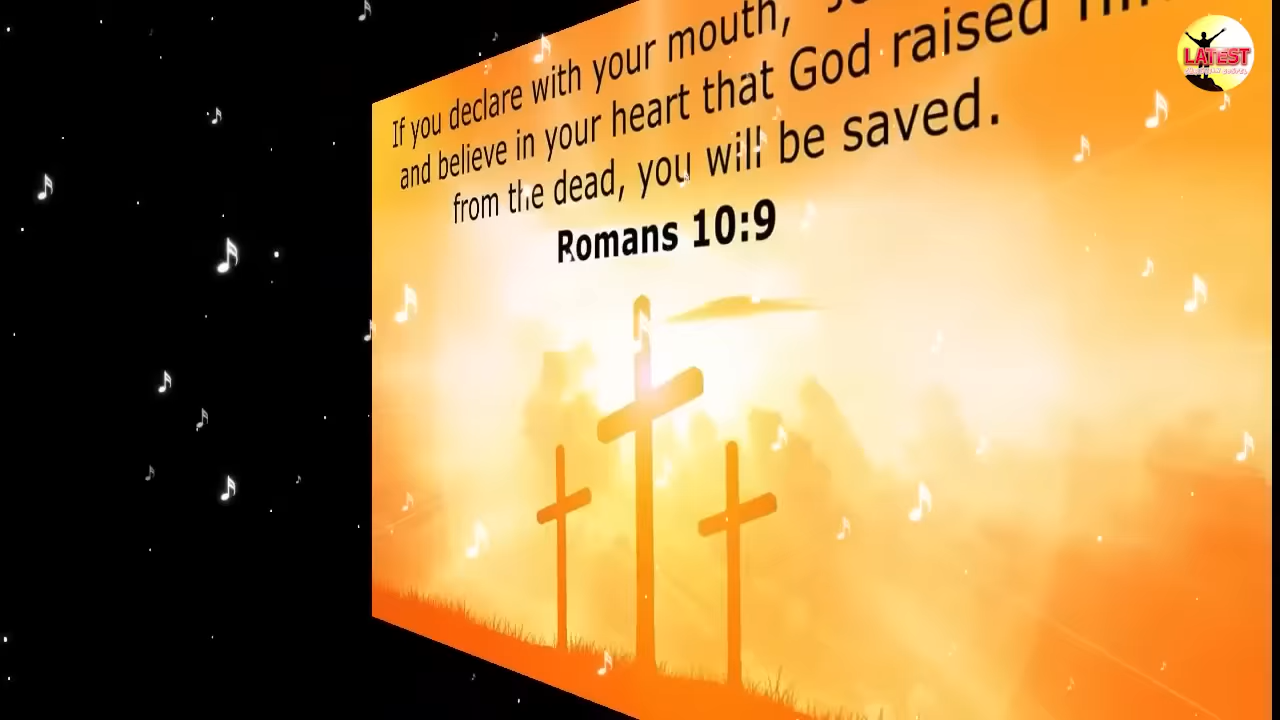 If you declare with your mouth,
and believe in your heart that God raised
from the dead, you will be saved.
Romans 10:9
LATEST